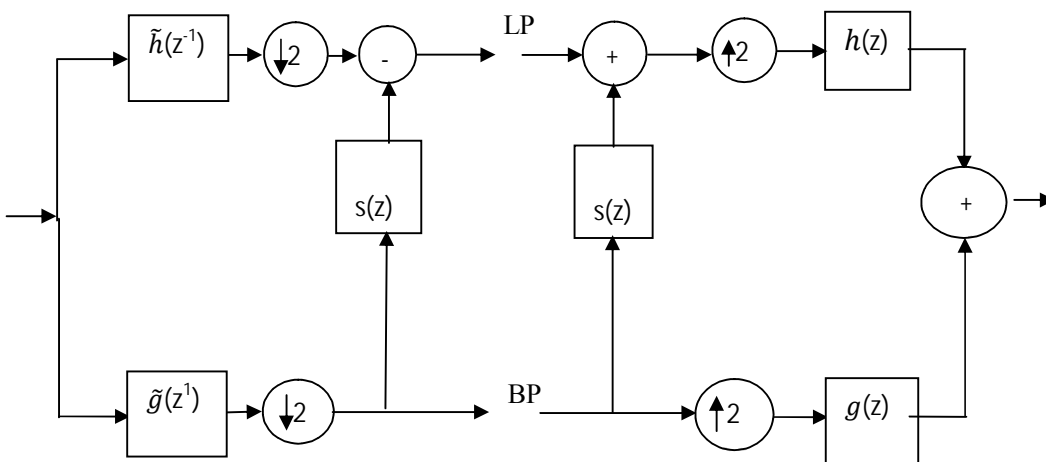 h̃(z⁻¹)
↓2
-
LP
+
↑2
h(z)
s(z)
s(z)
+
g̃(z¹)
↓2
BP
↑2
g(z)